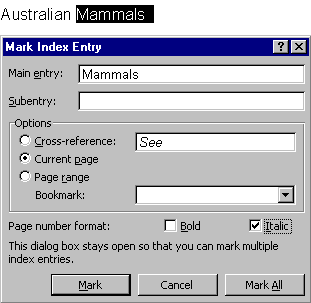 Australian Mammals
Mark Index Entry
Main entry: Mammals
Subentry:
Options
Cross-reference: See
Current page
Page range
Bookmark:
Page number format: Bold Italic
This dialog box stays open so that you can mark multiple
index entries.
Mark Cancel Mark All